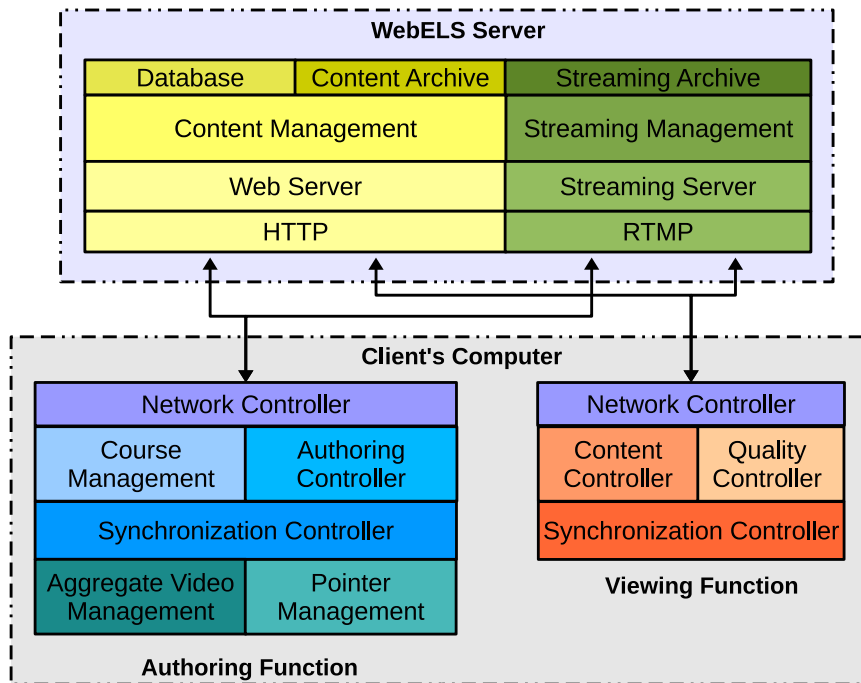 WebELS Server
Database
Content Archive
Streaming Archive
Content Management
Streaming Management
Web Server
Streaming Server
HTTP
RTMP
Client's Computer
Network Controller
Course
Management
Authoring
Controller
Synchronization Controller
Aggregate Video
Management
Pointer
Management
Authoring Function
Network Controller
Content
Controller
Quality
Controller
Synchronization Controller
Viewing Function